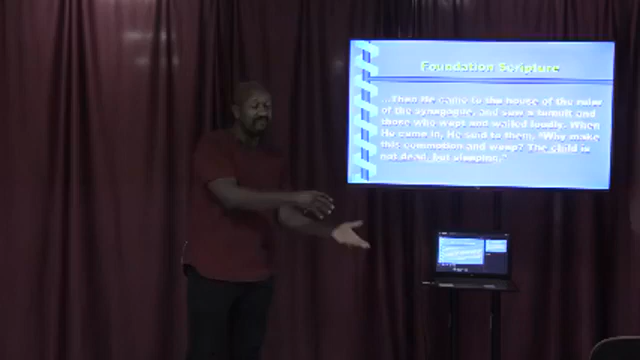 Foundation Scripture
...Then He came to the house of the ruler
of the synagogue, and saw a tumult and
those who wept and wailed loudly. When
He came in, He said to them, "Why make
this commotion and weep? The child is
not dead, but sleeping."